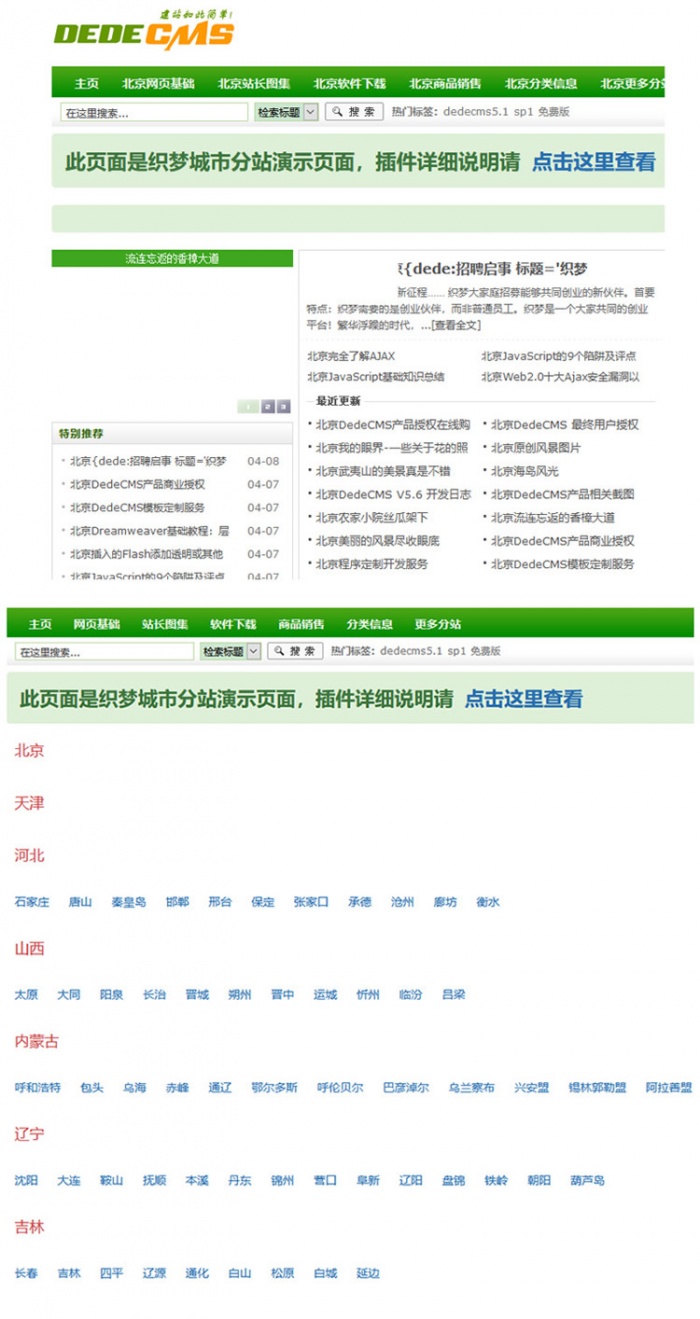 建站如此简单!
DEDECMS
主页 北京网页基础 北京站长图集 北京软件下载 北京商品销售 北京分类信息 北京更多分
在这里搜索... 检索标题 搜 索 热门标签: dedecms5.1 sp1 免费版
此页面是织梦城市分站演示页面，插件详细说明请 点击这里查看
流连忘返的香樟大道
1 2 3
特别推荐
北京{dede:招聘启事 标题='织梦 04-08
北京DedeCMS产品商业授权 04-07
北京DedeCMS模板定制服务 04-07
北京Dreamweaver基础教程：层 04-07
北京插入的Flash添加透明或其他 04-07
北京JavaScript的9个陷阱及评点 04-07
{dede:招聘启事 标题='织梦
新征程...... 织梦大家庭招募能够共同创业的新伙伴。首要
特点：织梦需要的是创业伙伴，而非普通员工。织梦是一个大家共同的创业
平台！繁华浮躁的时代，...[查看全文]
北京完全了解AJAX 北京JavaScript的9个陷阱及评点
北京JavaScript基础知识总结 北京Web2.0十大Ajax安全漏洞以
最近更新
北京DedeCMS产品授权在线购 北京DedeCMS 最终用户授权
北京我的眼界-一些关于花的照 北京原创风景图片
北京武夷山的美景真是不错 北京海岛风光
北京DedeCMS V5.6 开发日志 北京DedeCMS产品相关截图
北京农家小院丝瓜架下 北京流连忘返的香樟大道
北京美丽的风景尽收眼底 北京DedeCMS产品商业授权
北京程序定制开发服务 北京DedeCMS模板定制服务
主页 网页基础 站长图集 软件下载 商品销售 分类信息 更多分站
在这里搜索... 检索标题 搜 索 热门标签: dedecms5.1 sp1 免费版
此页面是织梦城市分站演示页面，插件详细说明请 点击这里查看
北京
天津
河北
石家庄 唐山 秦皇岛 邯郸 邢台 保定 张家口 承德 沧州 廊坊 衡水
山西
太原 大同 阳泉 长治 晋城 朔州 晋中 运城 忻州 临汾 吕梁
内蒙古
呼和浩特 包头 乌海 赤峰 通辽 鄂尔多斯 呼伦贝尔 巴彦淖尔 乌兰察布 兴安盟 锡林郭勒盟 阿拉善盟
辽宁
沈阳 大连 鞍山 抚顺 本溪 丹东 锦州 营口 阜新 辽阳 盘锦 铁岭 朝阳 葫芦岛
吉林
长春 吉林 四平 辽源 通化 白山 松原 白城 延边